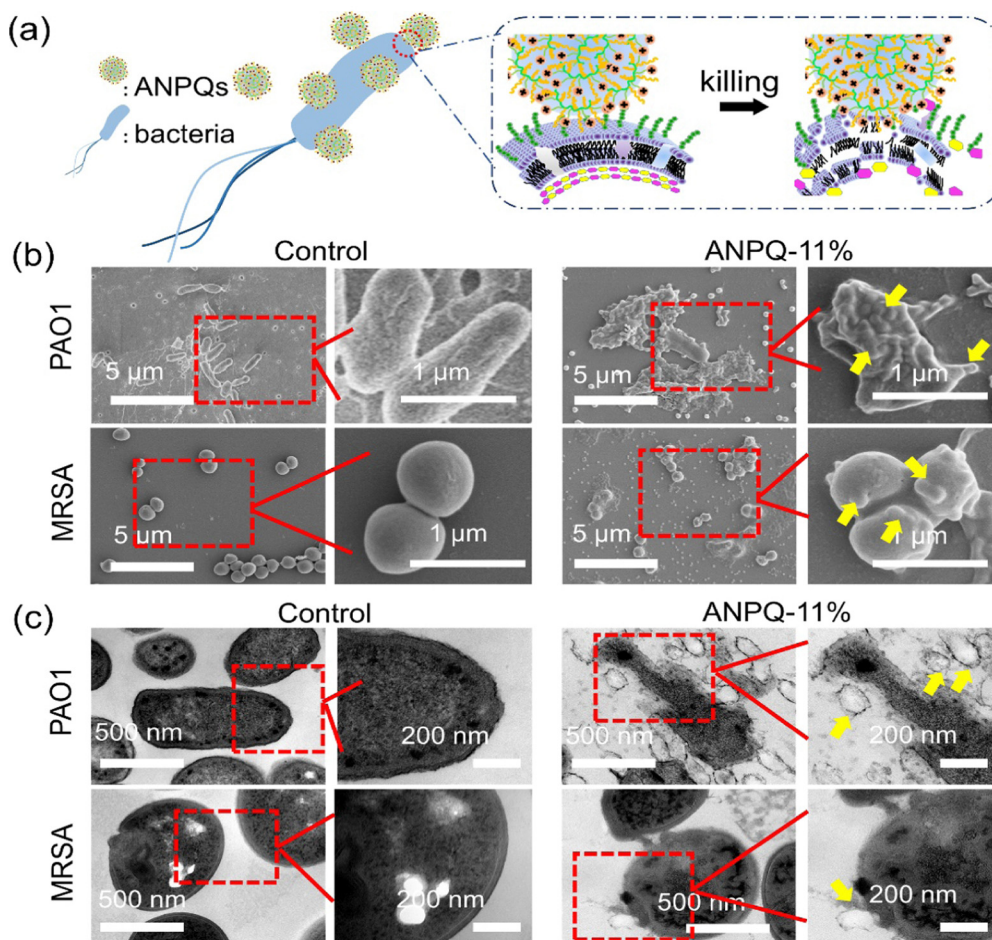 (a)
: ANPQs
: bacteria
killing
(b)
Control
ANPQ-11%
PAO1
5 μm
1 μm
5 μm
1 μm
MRSA
5 μm
1 μm
5 μm
1 μm
(c)
Control
ANPQ-11%
PAO1
500 nm
200 nm
500 nm
200 nm
MRSA
500 nm
200 nm
500 nm
200 nm